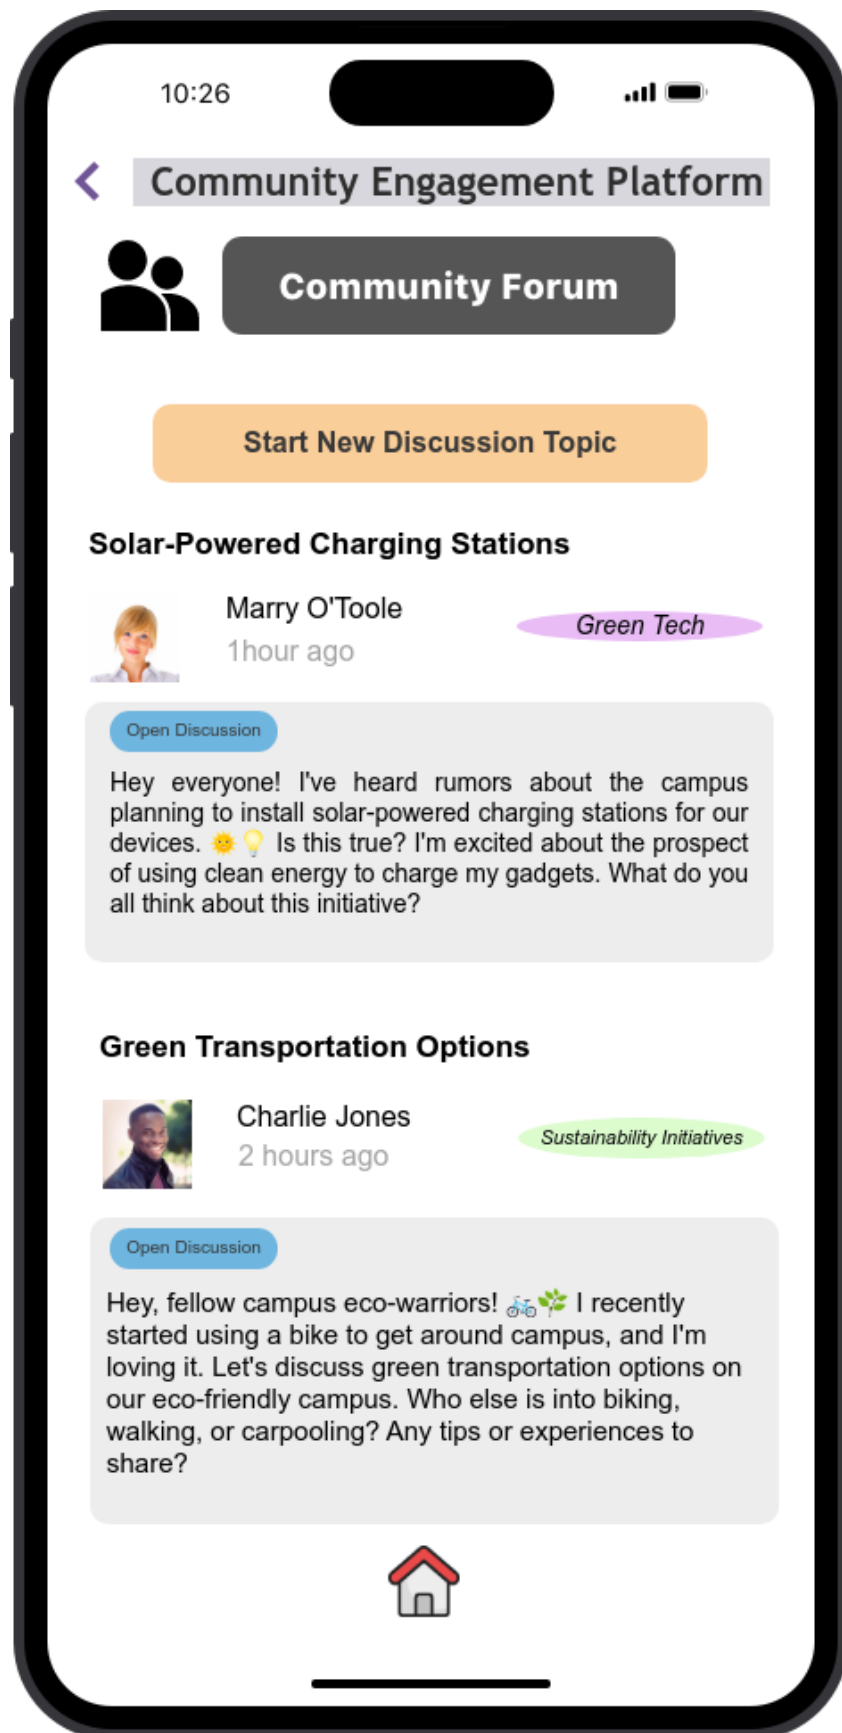 10:26
Community Engagement Platform
Community Forum
Start New Discussion Topic
Solar-Powered Charging Stations
Marry O'Toole
1hour ago
Green Tech
Open Discussion
Hey everyone! I've heard rumors about the campus
planning to install solar-powered charging stations for our
devices. 🌞💡 Is this true? I'm excited about the prospect
of using clean energy to charge my gadgets. What do you
all think about this initiative?
Green Transportation Options
Charlie Jones
2 hours ago
Sustainability Initiatives
Open Discussion
Hey, fellow campus eco-warriors! 🚲🌿 I recently
started using a bike to get around campus, and I'm
loving it. Let's discuss green transportation options on
our eco-friendly campus. Who else is into biking,
walking, or carpooling? Any tips or experiences to
share?